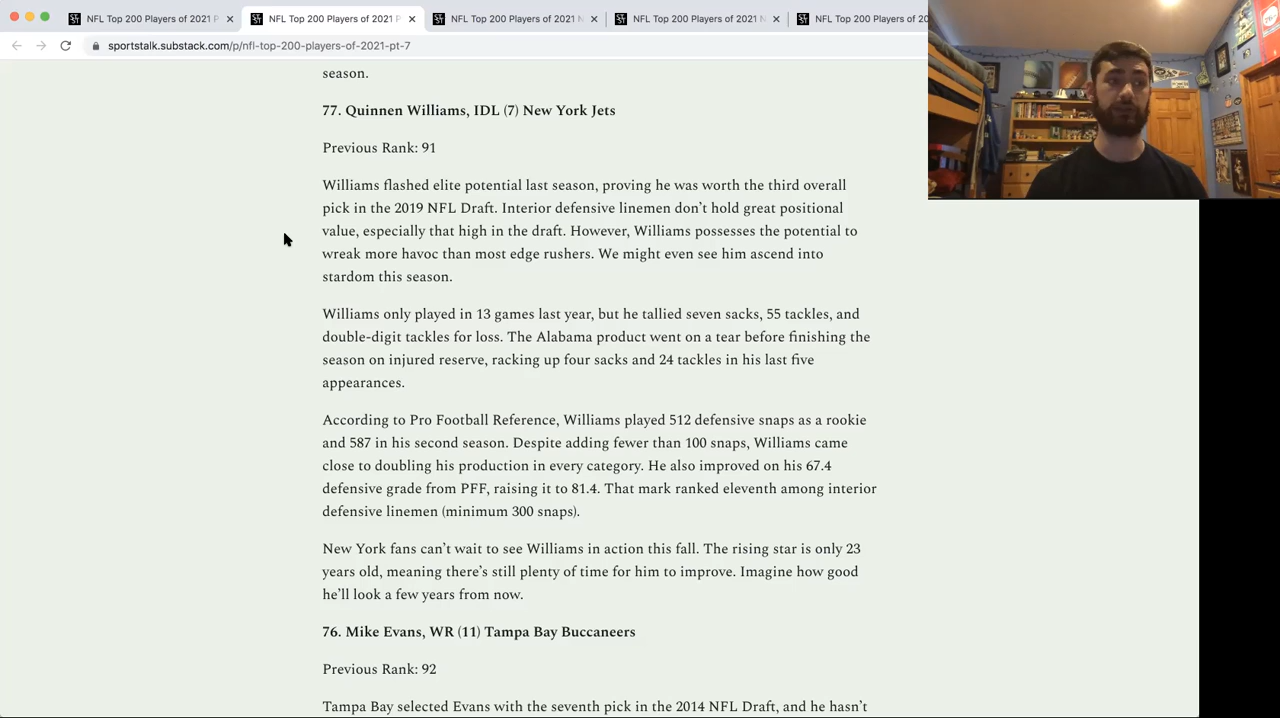 NFL Top 200 Players of 2021 P
NFL Top 200 Players of 2021 P
NFL Top 200 Players of 2021 N
NFL Top 200 Players of 2021 N
NFL Top 200 Players of 20
sportstalk.substack.com/p/nfl-top-200-players-of-2021-pt-7
season.
77. Quinnen Williams, IDL (7) New York Jets
Previous Rank: 91
Williams flashed elite potential last season, proving he was worth the third overall
pick in the 2019 NFL Draft. Interior defensive linemen don’t hold great positional
value, especially that high in the draft. However, Williams possesses the potential to
wreak more havoc than most edge rushers. We might even see him ascend into
stardom this season.
Williams only played in 13 games last year, but he tallied seven sacks, 55 tackles, and
double-digit tackles for loss. The Alabama product went on a tear before finishing the
season on injured reserve, racking up four sacks and 24 tackles in his last five
appearances.
According to Pro Football Reference, Williams played 512 defensive snaps as a rookie
and 587 in his second season. Despite adding fewer than 100 snaps, Williams came
close to doubling his production in every category. He also improved on his 67.4
defensive grade from PFF, raising it to 81.4. That mark ranked eleventh among interior
defensive linemen (minimum 300 snaps).
New York fans can’t wait to see Williams in action this fall. The rising star is only 23
years old, meaning there’s still plenty of time for him to improve. Imagine how good
he’ll look a few years from now.
76. Mike Evans, WR (11) Tampa Bay Buccaneers
Previous Rank: 92
Tampa Bay selected Evans with the seventh pick in the 2014 NFL Draft, and he hasn’t